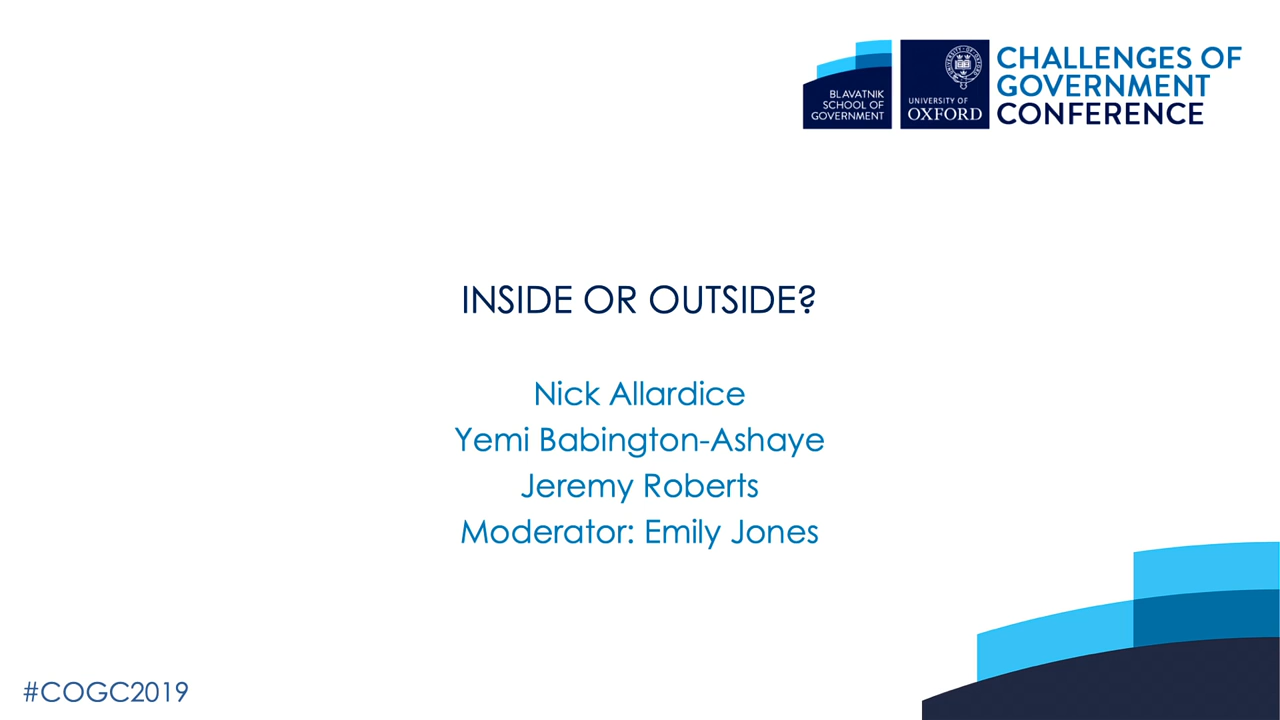 BLAVATNIK
SCHOOL OF
GOVERNMENT
UNIVERSITY OF
OXFORD
CHALLENGES OF
GOVERNMENT
CONFERENCE
INSIDE OR OUTSIDE?
Nick Allardice
Yemi Babington-Ashaye
Jeremy Roberts
Moderator: Emily Jones
#COGC2019